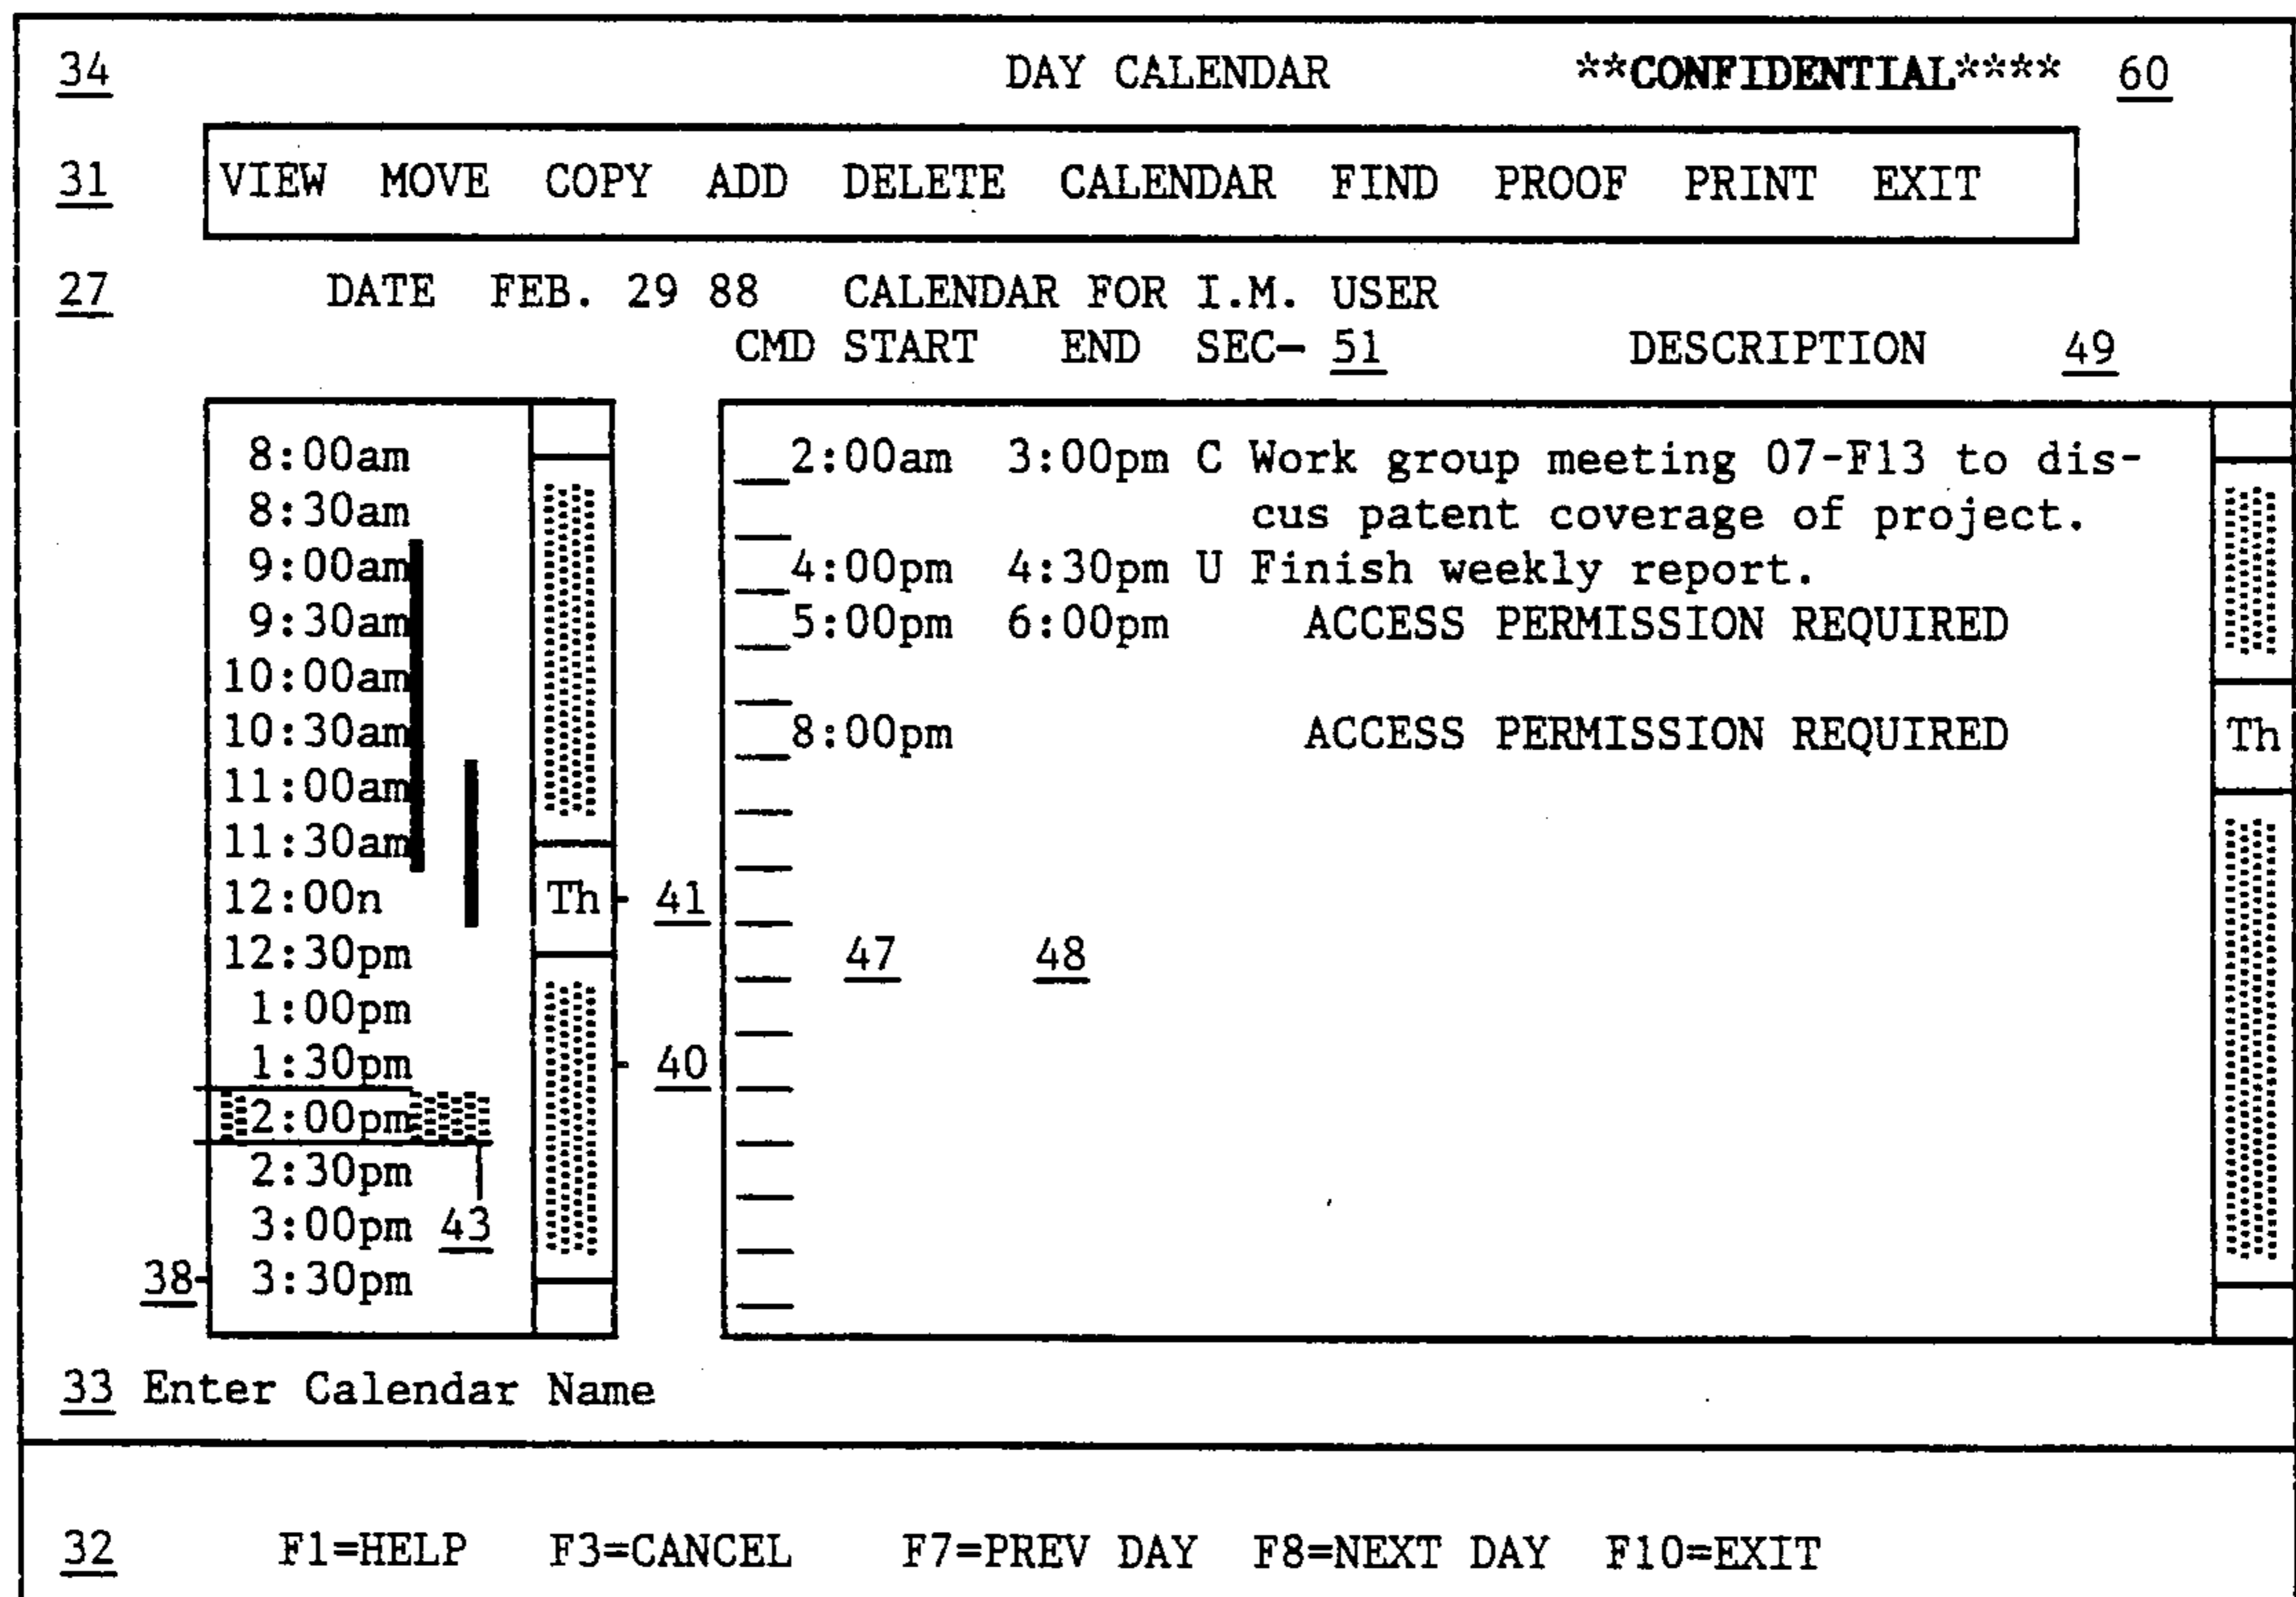 34 DAY CALENDAR **CONFIDENTIAL**** 60
31 VIEW MOVE COPY ADD DELETE CALENDAR FIND PROOF PRINT EXIT
27 DATE FEB. 29 88 CALENDAR FOR I.M. USER
CMD START END SEC- 51 DESCRIPTION 49
8:00am
8:30am
9:00am
9:30am
10:00am
10:30am
11:00am
11:30am
12:00n
12:30pm
1:00pm
1:30pm
2:00pm
2:30pm
3:00pm 43
38 3:30pm
Th 41
40
2:00am 3:00pm C Work group meeting 07-F13 to dis-
cus patent coverage of project.
4:00pm 4:30pm U Finish weekly report.
5:00pm 6:00pm ACCESS PERMISSION REQUIRED
8:00pm ACCESS PERMISSION REQUIRED
Th
47 48
33 Enter Calendar Name
32 F1=HELP F3=CANCEL F7=PREV DAY F8=NEXT DAY F10=EXIT